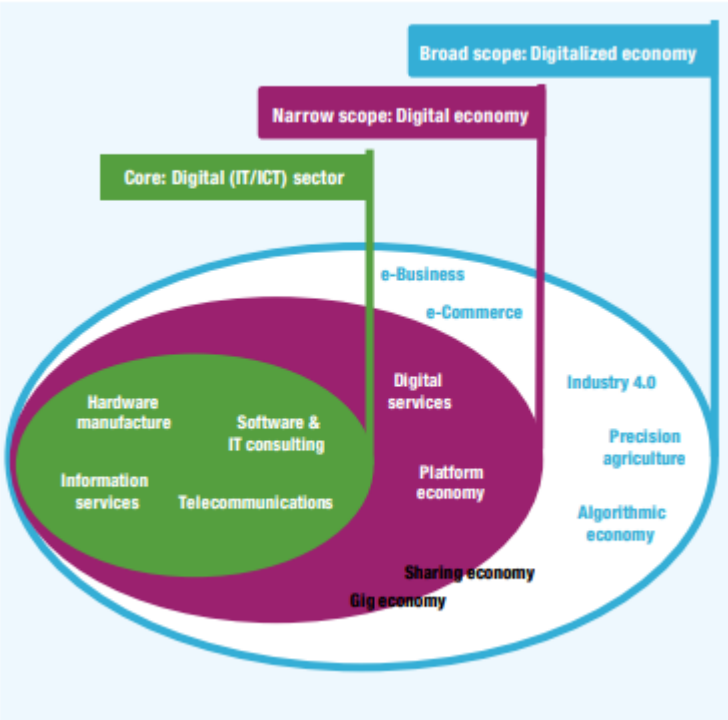 Broad scope: Digitalized economy
Narrow scope: Digital economy
Core: Digital (IT/ICT) sector
e-Business
e-Commerce
Digital
services
Industry 4.0
Hardware
manufacture
Software &
IT consulting
Precision
agriculture
Information
services
Telecommunications
Platform
economy
Algorithmic
economy
Sharing economy
Gig economy